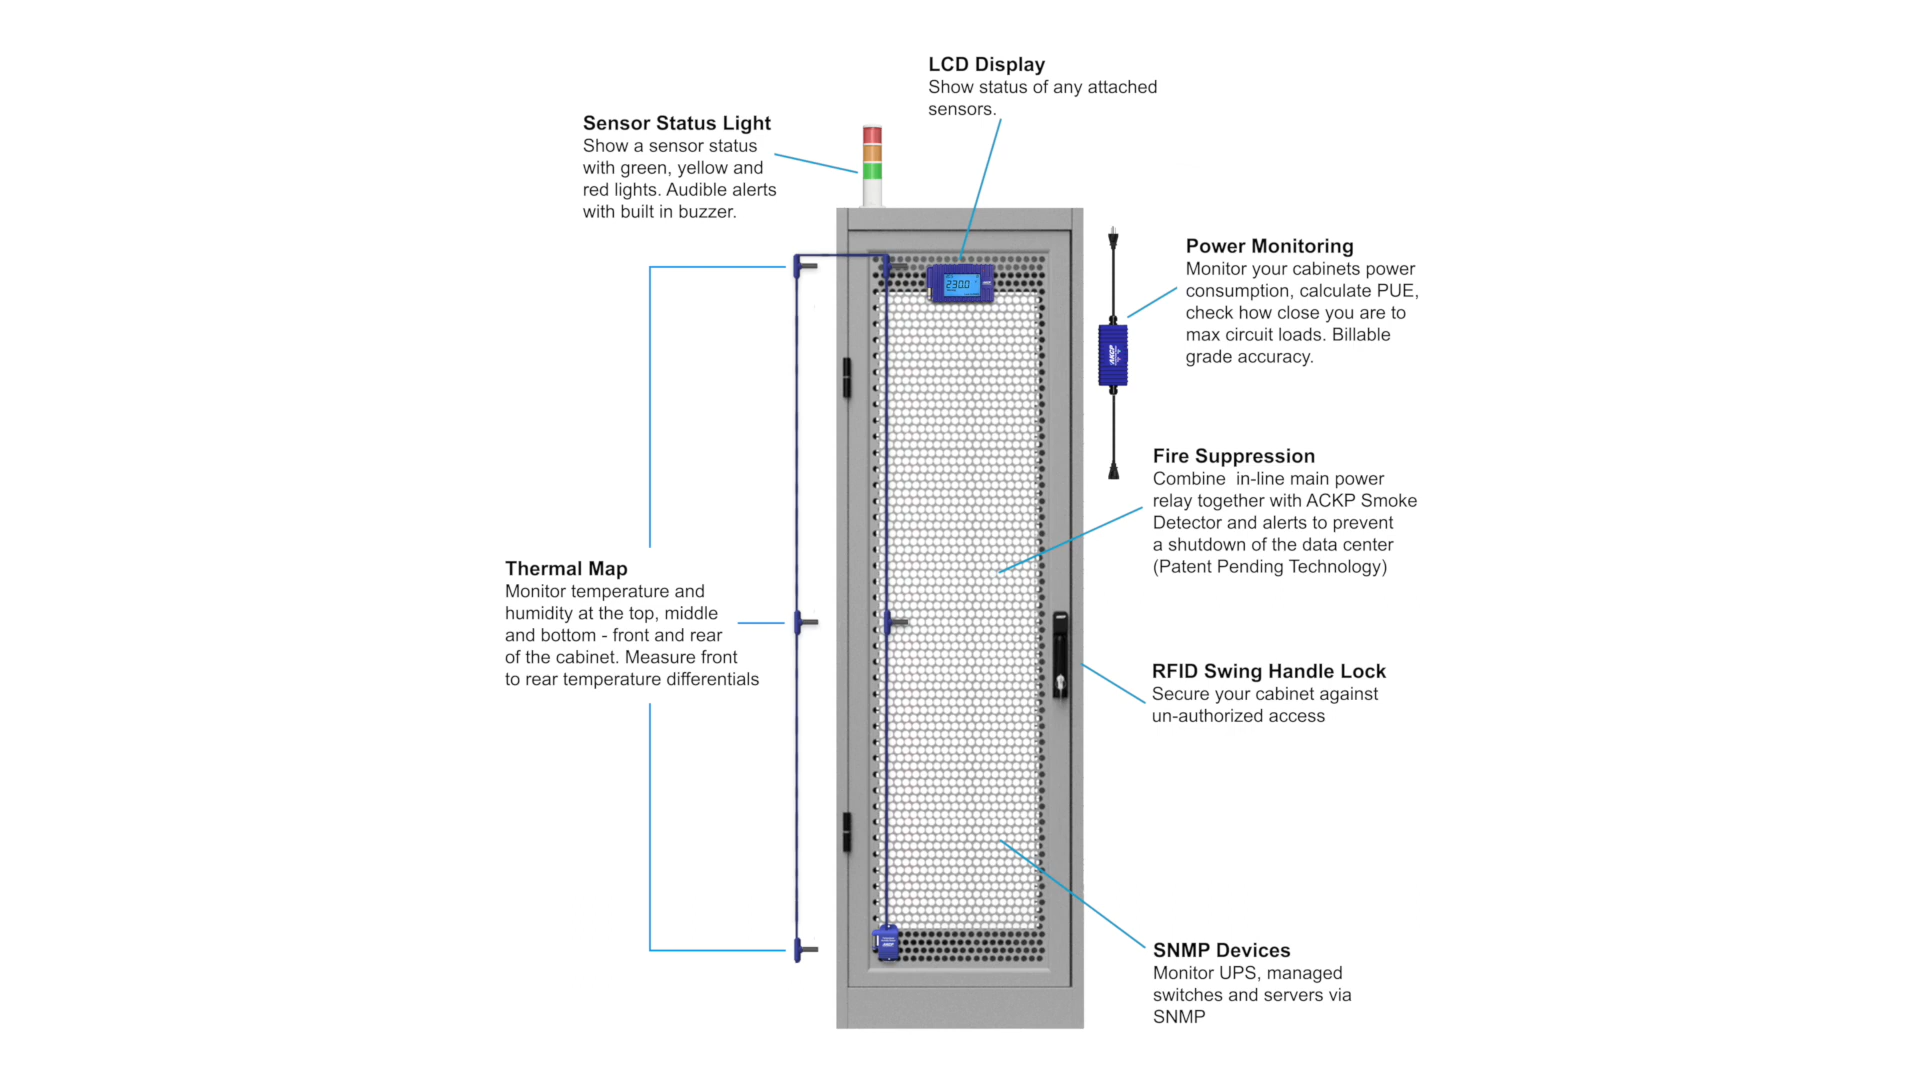 LCD Display
Show status of any attached
sensors.
Sensor Status Light
Show a sensor status
with green, yellow and
red lights. Audible alerts
with built in buzzer.
Power Monitoring
Monitor your cabinets power
consumption, calculate PUE,
check how close you are to
max circuit loads. Billable
grade accuracy.
230.0
AKCP
Fire Suppression
Combine  in-line main power
relay together with ACKP Smoke
Detector and alerts to prevent
a shutdown of the data center
(Patent Pending Technology)
Thermal Map
Monitor temperature and
humidity at the top, middle
and bottom - front and rear
of the cabinet. Measure front
to rear temperature differentials
RFID Swing Handle Lock
Secure your cabinet against
un-authorized access
AKCP
SNMP Devices
Monitor UPS, managed
switches and servers via
SNMP